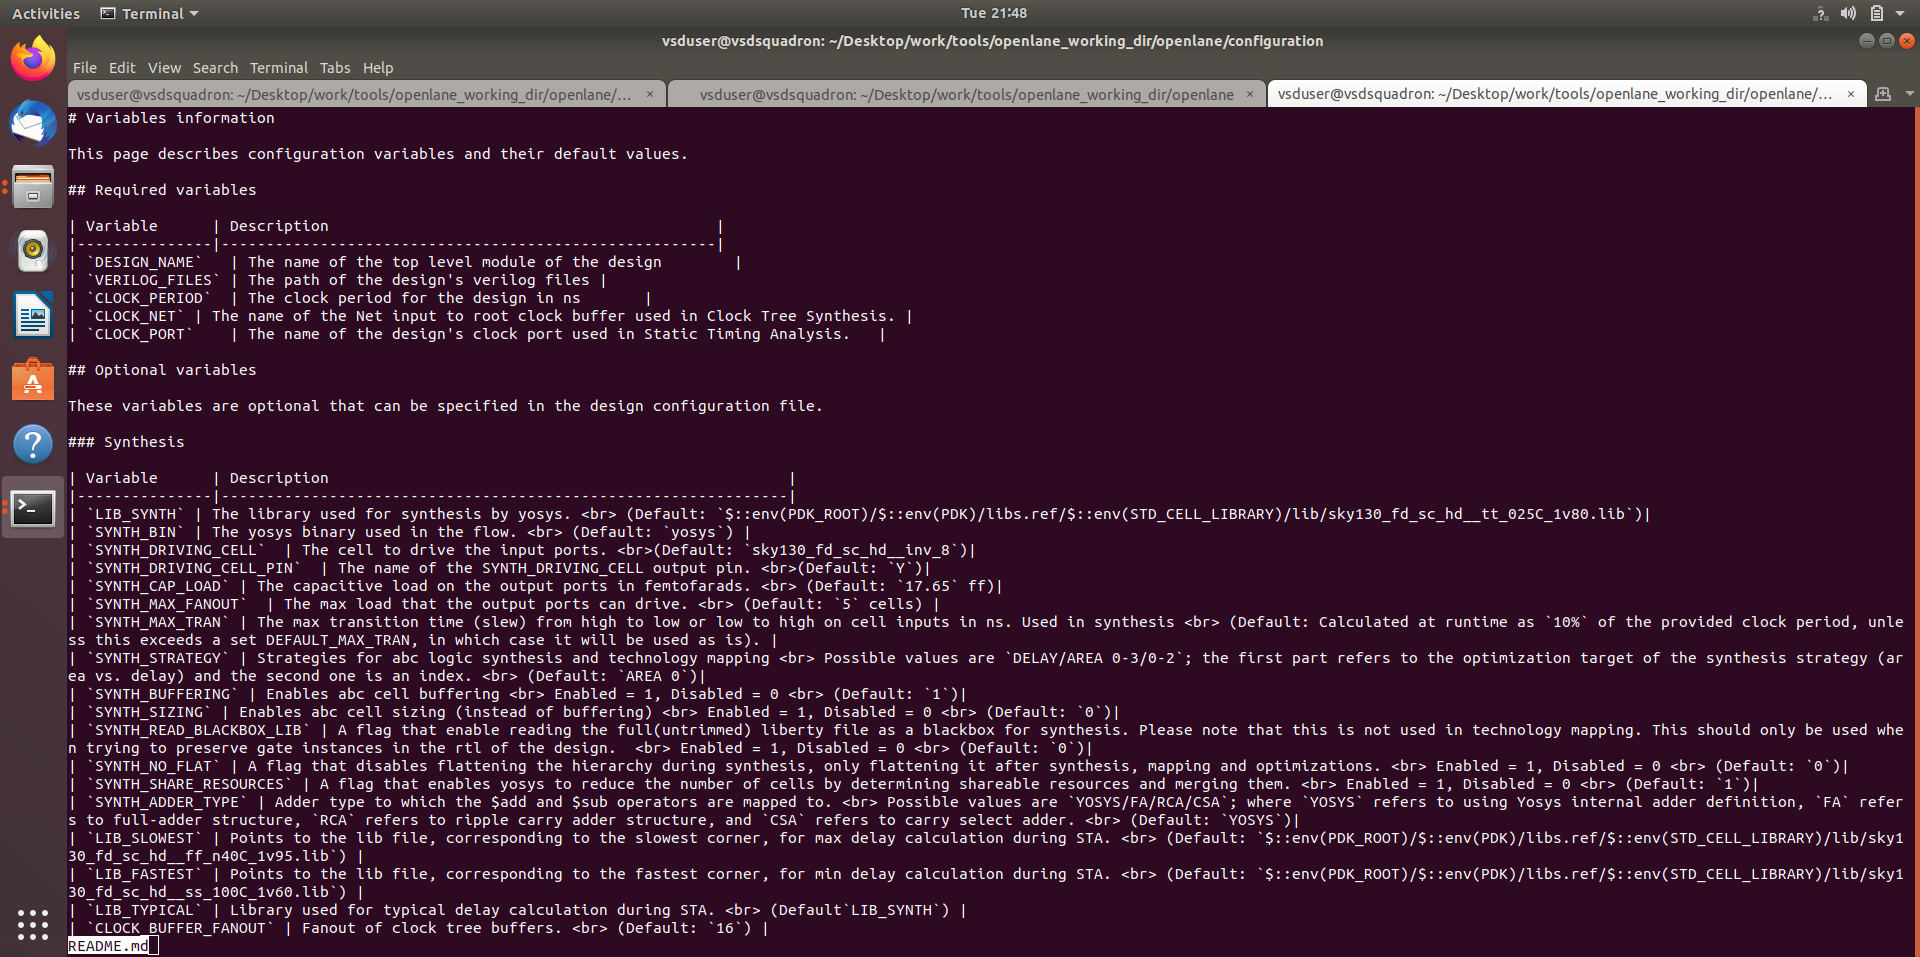 Activities Terminal Tue 21:48
vsduser@vsdsquadron: ~/Desktop/work/tools/openlane_working_dir/openlane/configuration
File Edit View Search Terminal Tabs Help
vsduser@vsdsquadron: ~/Desktop/work/tools/openlane_working_dir/openlane/... × vsduser@vsdsquadron: ~/Desktop/work/tools/openlane_working_dir/openlane × vsduser@vsdsquadron: ~/Desktop/work/tools/openlane_working_dir/openlane/... ×
# Variables information
This page describes configuration variables and their default values.
## Required variables
| Variable      | Description                                           |
|---------------|-------------------------------------------------------|
| `DESIGN_NAME`   | The name of the top level module of the design        |
| `VERILOG_FILES` | The path of the design's verilog files |
| `CLOCK_PERIOD`  | The clock period for the design in ns       |
| `CLOCK_NET` | The name of the Net input to root clock buffer used in Clock Tree Synthesis. |
| `CLOCK_PORT`    | The name of the design's clock port used in Static Timing Analysis.   |
## Optional variables
These variables are optional that can be specified in the design configuration file.
### Synthesis
| Variable      | Description                                                   |
|---------------|---------------------------------------------------------------|
| `LIB_SYNTH` | The library used for synthesis by yosys. <br> (Default: `$::env(PDK_ROOT)/$::env(PDK)/libs.ref/$::env(STD_CELL_LIBRARY)/lib/sky130_fd_sc_hd__tt_025C_1v80.lib`)|
| `SYNTH_BIN` | The yosys binary used in the flow. <br> (Default: `yosys`) |
| `SYNTH_DRIVING_CELL`  | The cell to drive the input ports. <br>(Default: `sky130_fd_sc_hd__inv_8`)|
| `SYNTH_DRIVING_CELL_PIN`  | The name of the SYNTH_DRIVING_CELL output pin. <br>(Default: `Y`)|
| `SYNTH_CAP_LOAD` | The capacitive load on the output ports in femtofarads. <br> (Default: `17.65` ff)|
| `SYNTH_MAX_FANOUT`  | The max load that the output ports can drive. <br> (Default: `5` cells) |
| `SYNTH_MAX_TRAN` | The max transition time (slew) from high to low or low to high on cell inputs in ns. Used in synthesis <br> (Default: Calculated at runtime as `10%` of the provided clock period, unle
ss this exceeds a set DEFAULT_MAX_TRAN, in which case it will be used as is). |
| `SYNTH_STRATEGY` | Strategies for abc logic synthesis and technology mapping <br> Possible values are `DELAY/AREA 0-3/0-2`; the first part refers to the optimization target of the synthesis strategy (ar
ea vs. delay) and the second one is an index. <br> (Default: `AREA 0`)|
| `SYNTH_BUFFERING` | Enables abc cell buffering <br> Enabled = 1, Disabled = 0 <br> (Default: `1`)|
| `SYNTH_SIZING` | Enables abc cell sizing (instead of buffering) <br> Enabled = 1, Disabled = 0 <br> (Default: `0`)|
| `SYNTH_READ_BLACKBOX_LIB` | A flag that enable reading the full(untrimmed) liberty file as a blackbox for synthesis. Please note that this is not used in technology mapping. This should only be used whe
n trying to preserve gate instances in the rtl of the design.  <br> Enabled = 1, Disabled = 0 <br> (Default: `0`)|
| `SYNTH_NO_FLAT` | A flag that disables flattening the hierarchy during synthesis, only flattening it after synthesis, mapping and optimizations. <br> Enabled = 1, Disabled = 0 <br> (Default: `0`)|
| `SYNTH_SHARE_RESOURCES` | A flag that enables yosys to reduce the number of cells by determining shareable resources and merging them. <br> Enabled = 1, Disabled = 0 <br> (Default: `1`)|
| `SYNTH_ADDER_TYPE` | Adder type to which the $add and $sub operators are mapped to. <br> Possible values are `YOSYS/FA/RCA/CSA`; where `YOSYS` refers to using Yosys internal adder definition, `FA` refer
s to full-adder structure, `RCA` refers to ripple carry adder structure, and `CSA` refers to carry select adder. <br> (Default: `YOSYS`)|
| `LIB_SLOWEST` | Points to the lib file, corresponding to the slowest corner, for max delay calculation during STA. <br> (Default: `$::env(PDK_ROOT)/$::env(PDK)/libs.ref/$::env(STD_CELL_LIBRARY)/lib/sky1
30_fd_sc_hd__ff_n40C_1v95.lib`) |
| `LIB_FASTEST` | Points to the lib file, corresponding to the fastest corner, for min delay calculation during STA. <br> (Default: `$::env(PDK_ROOT)/$::env(PDK)/libs.ref/$::env(STD_CELL_LIBRARY)/lib/sky1
30_fd_sc_hd__ss_100C_1v60.lib`) |
| `LIB_TYPICAL` | Library used for typical delay calculation during STA. <br> (Default`LIB_SYNTH`) |
| `CLOCK_BUFFER_FANOUT` | Fanout of clock tree buffers. <br> (Default: `16`) |
README.md